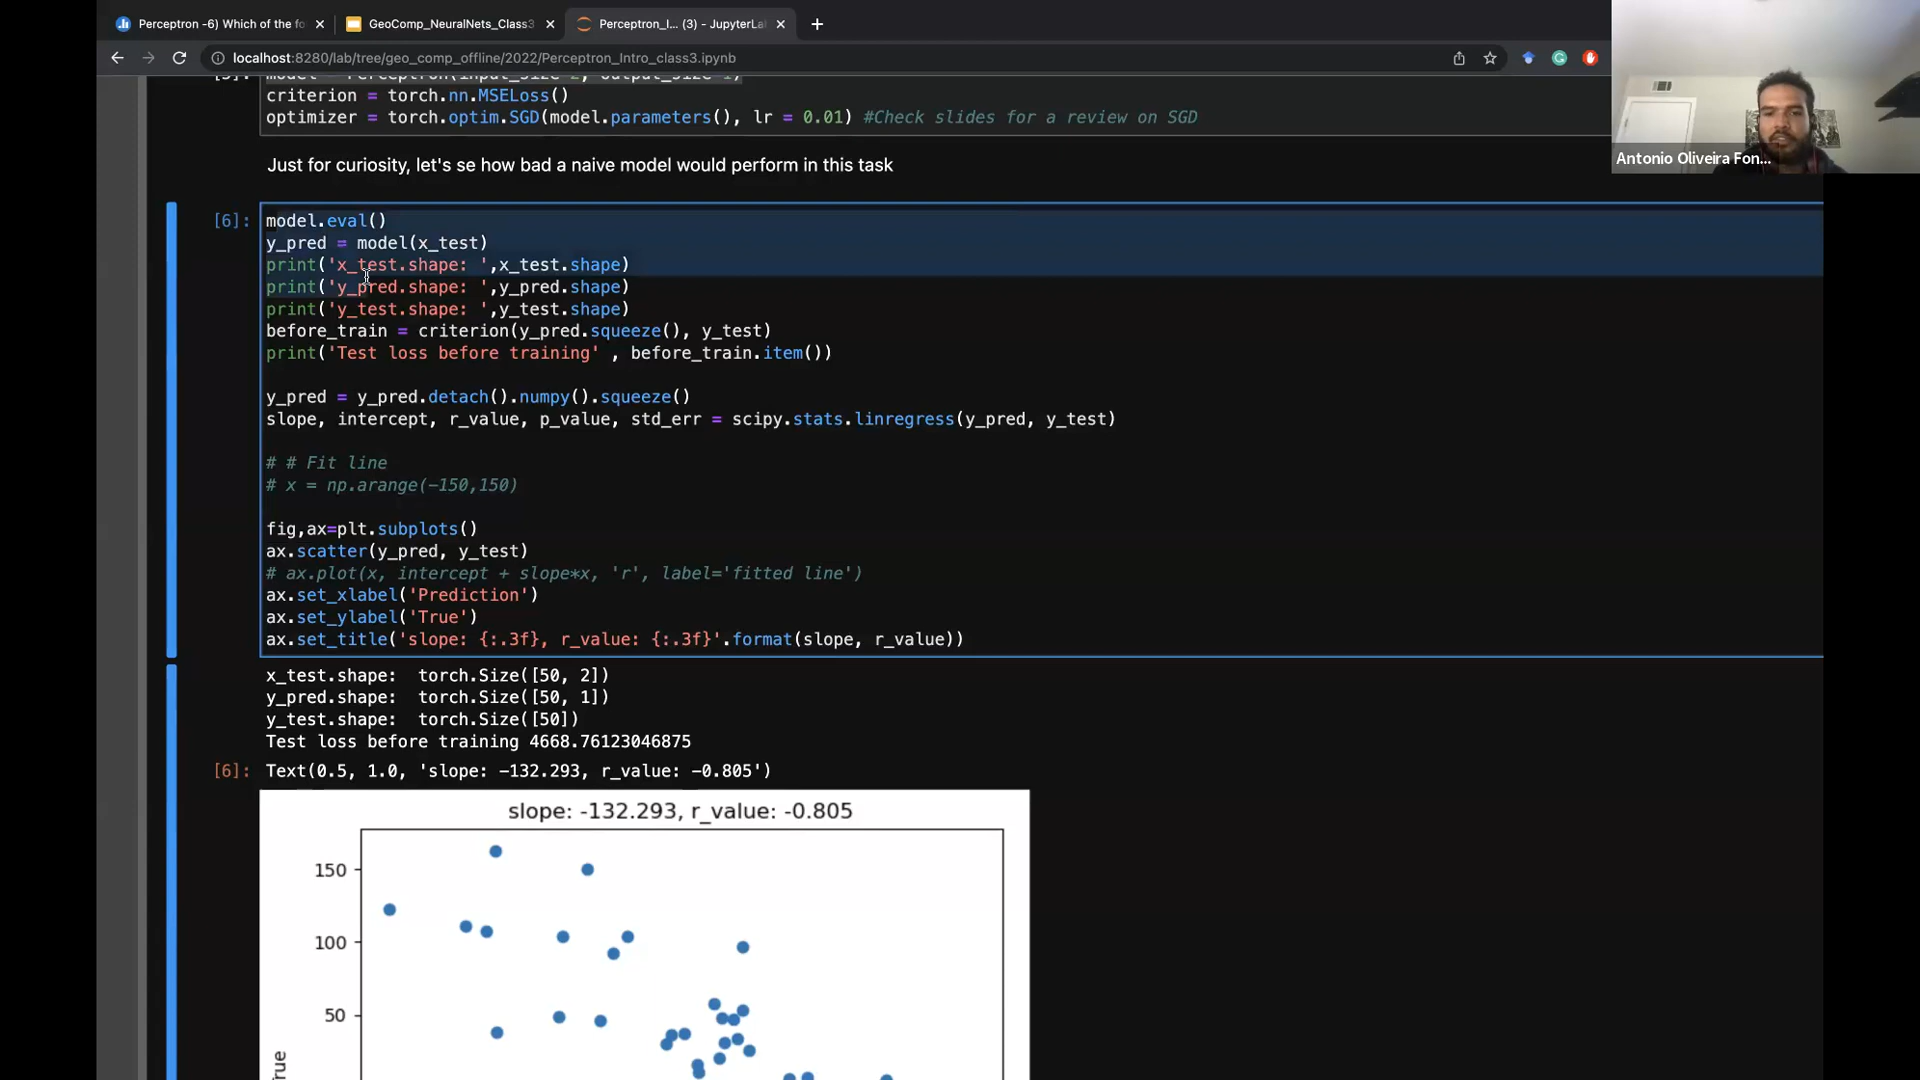 Perceptron -6) Which of the fo
GeoComp_NeuralNets_Class3
Perceptron_I... (3) - JupyterLa
localhost:8280/lab/tree/geo_comp_offline/2022/Perceptron_Intro_class3.ipynb
criterion = torch.nn.MSELoss()
optimizer = torch.optim.SGD(model.parameters(), lr = 0.01) #Check slides for a review on SGD
Antonio Oliveira Fon...
Just for curiosity, let's se how bad a naive model would perform in this task
[6]:
model.eval()
y_pred = model(x_test)
print('x_test.shape: ',x_test.shape)
print('y_pred.shape: ',y_pred.shape)
print('y_test.shape: ',y_test.shape)
before_train = criterion(y_pred.squeeze(), y_test)
print('Test loss before training' , before_train.item())
y_pred = y_pred.detach().numpy().squeeze()
slope, intercept, r_value, p_value, std_err = scipy.stats.linregress(y_pred, y_test)
# # Fit line
# x = np.arange(-150,150)
fig,ax=plt.subplots()
ax.scatter(y_pred, y_test)
# ax.plot(x, intercept + slope*x, 'r', label='fitted line')
ax.set_xlabel('Prediction')
ax.set_ylabel('True')
ax.set_title('slope: {:.3f}, r_value: {:.3f}'.format(slope, r_value))
x_test.shape:  torch.Size([50, 2])
y_pred.shape:  torch.Size([50, 1])
y_test.shape:  torch.Size([50])
Test loss before training 4668.76123046875
[6]: Text(0.5, 1.0, 'slope: -132.293, r_value: -0.805')
slope: -132.293, r_value: -0.805
150
100
50